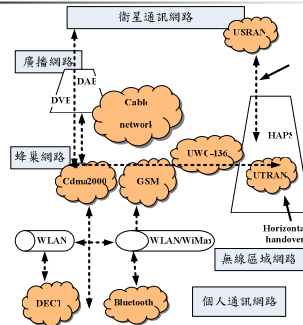 衛星通訊網路
USRAN
廣播網路
DAB
DVB
Cable
network
HAPS
蜂巢網路
UWC-136
Cdma2000
GSM
UTRAN
Horizontal
handover
WLAN
WLAN/WiMax
無線區域網路
DECT
Bluetooth
個人通訊網路